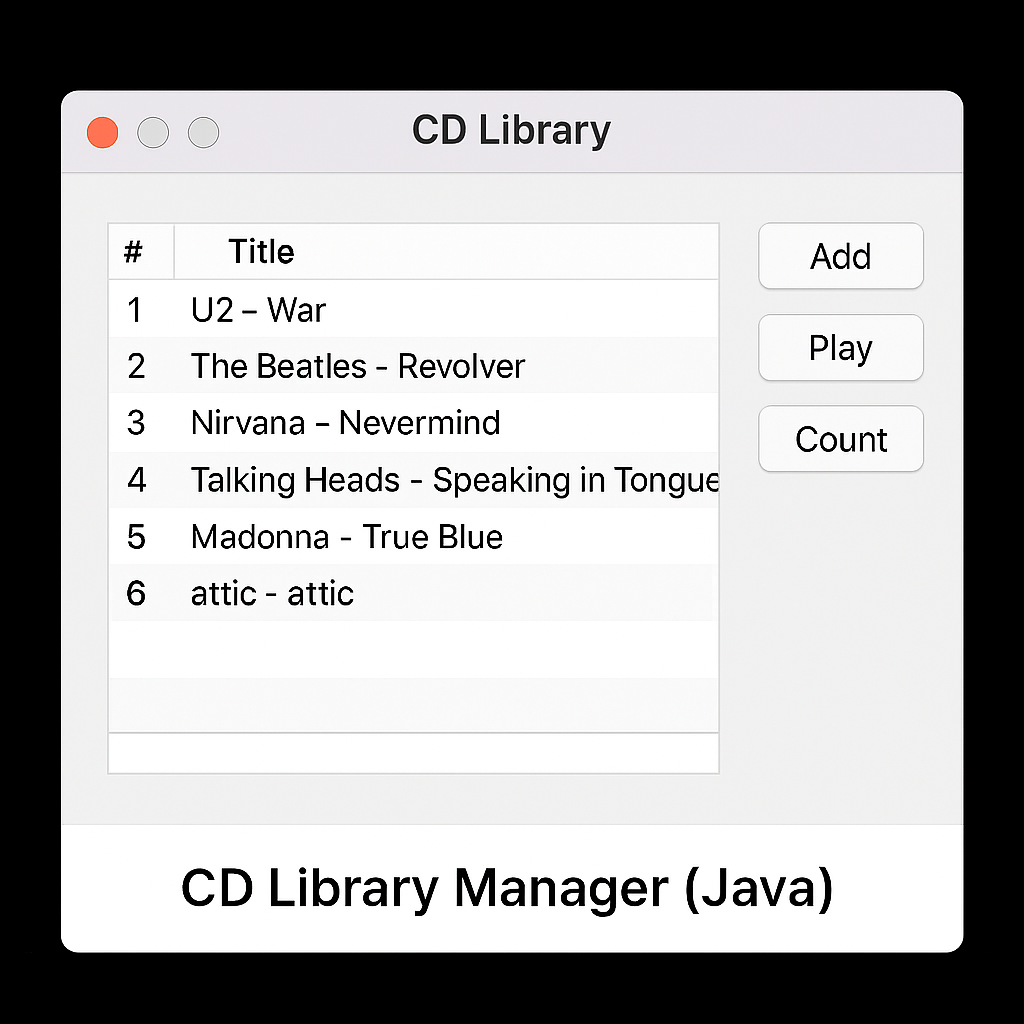 CD Library
# Title
1 U2 – War
2 The Beatles - Revolver
3 Nirvana – Nevermind
4 Talking Heads - Speaking in Tongue
5 Madonna - True Blue
6 attic - attic
Add
Play
Count
CD Library Manager (Java)